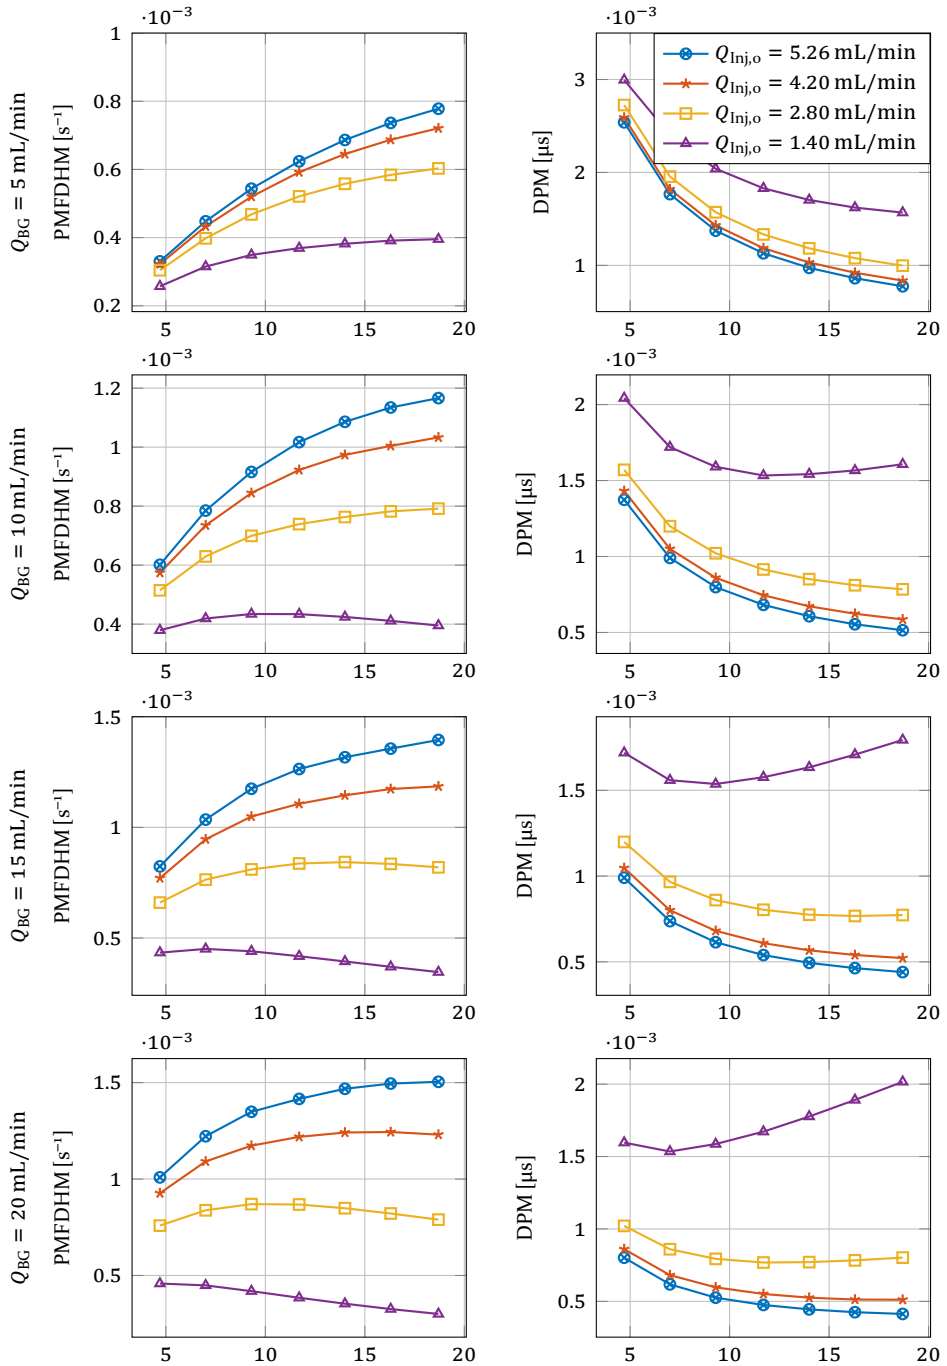 ·10⁻³
1
0.8
0.6
0.4
0.2
5 10 15 20
Q_BG = 5 mL/min
PMFDHM [s⁻¹]
·10⁻³
3
2
1
5 10 15 20
DPM [µs]
Q_Inj,o = 5.26 mL/min
Q_Inj,o = 4.20 mL/min
Q_Inj,o = 2.80 mL/min
Q_Inj,o = 1.40 mL/min
·10⁻³
1.2
1
0.8
0.6
0.4
5 10 15 20
Q_BG = 10 mL/min
PMFDHM [s⁻¹]
·10⁻³
2
1.5
1
0.5
5 10 15 20
DPM [µs]
·10⁻³
1.5
1
0.5
5 10 15 20
Q_BG = 15 mL/min
PMFDHM [s⁻¹]
·10⁻³
1.5
1
0.5
5 10 15 20
DPM [µs]
·10⁻³
1.5
1
0.5
5 10 15 20
Q_BG = 20 mL/min
PMFDHM [s⁻¹]
·10⁻³
2
1.5
1
0.5
5 10 15 20
DPM [µs]